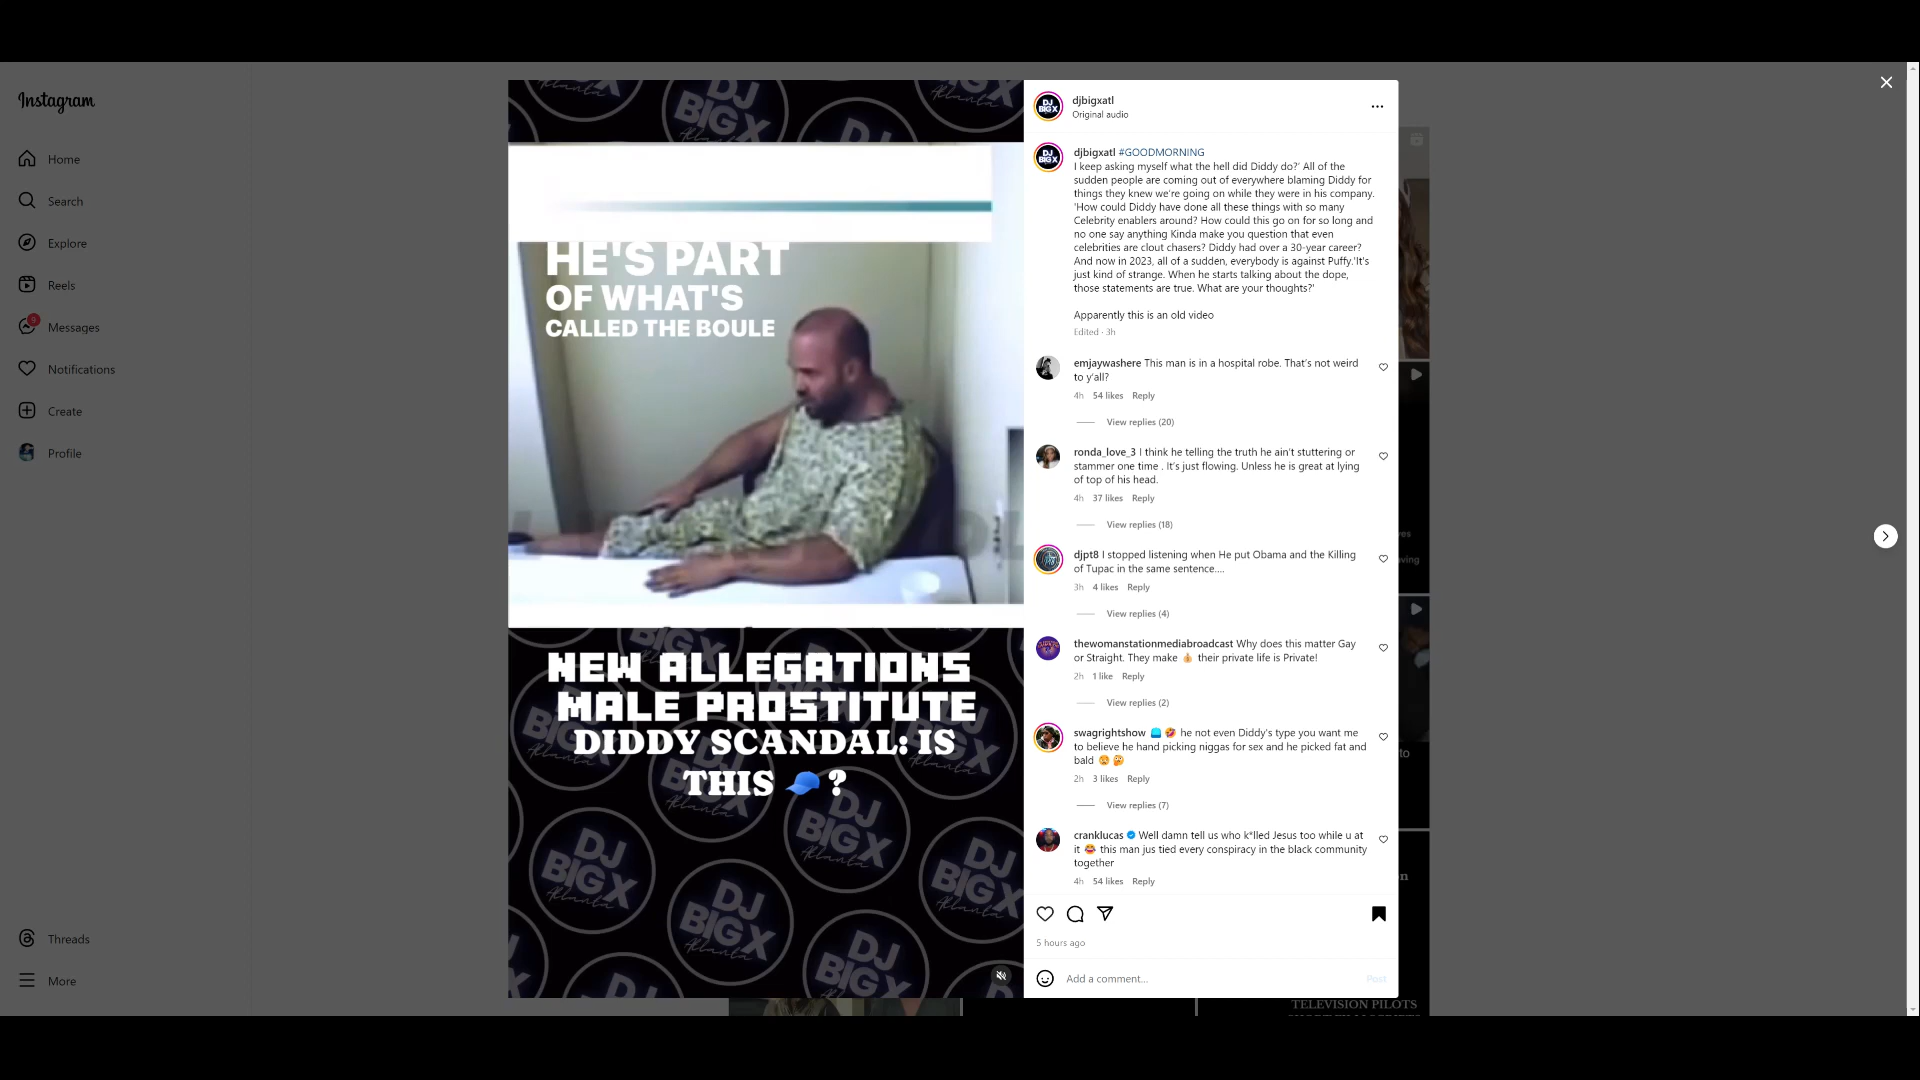 Instagram
Home
Search
Explore
Reels
9
Messages
Notifications
Create
Profile
Threads
More
DJ
BIG X
Atlanta
HE'S PART
OF WHAT'S
CALLED THE BOULE
NEW ALLEGATIONS
MALE PROSTITUTE
DIDDY SCANDAL: IS
THIS 🧢 ?
DJ
BIG X
Atlanta
DJ
BIG X
Atlanta
DJ
BIG X
Atlanta
DJ
BIG X
Atlanta
DJ
BIG X
djbigxatl
Original audio
djbigxatl #GOODMORNING
I keep asking myself what the hell did Diddy do?' All of the
sudden people are coming out of everywhere blaming Diddy for
things they knew we're going on while they were in his company.
'How could Diddy have done all these things with so many
Celebrity enablers around? How could this go on for so long and
no one say anything Kinda make you question that even
celebrities are clout chasers? Diddy had over a 30-year career?
And now in 2023, all of a sudden, everybody is against Puffy.'It's
just kind of strange. When he starts talking about the dope,
those statements are true. What are your thoughts?'
Apparently this is an old video
Edited · 3h
emjaywashere This man is in a hospital robe. That's not weird
to y'all?
4h 54 likes Reply
View replies (20)
ronda_love_3 I think he telling the truth he ain't stuttering or
stammer one time . It's just flowing. Unless he is great at lying
of top of his head.
4h 37 likes Reply
View replies (18)
djpt8 I stopped listening when He put Obama and the Killing
of Tupac in the same sentence....
3h 4 likes Reply
View replies (4)
thewomanstationmediabroadcast Why does this matter Gay
or Straight. They make 👍 their private life is Private!
2h 1 like Reply
View replies (2)
swagrightshow 🧢 🤣 he not even Diddy's type you want me
to believe he hand picking niggas for sex and he picked fat and
bald
2h 3 likes Reply
View replies (7)
cranklucas Well damn tell us who k*lled Jesus too while u at
it 😂 this man jus tied every conspiracy in the black community
together
4h 54 likes Reply
5 hours ago
Add a comment...
Post
TELEVISION PILOTS